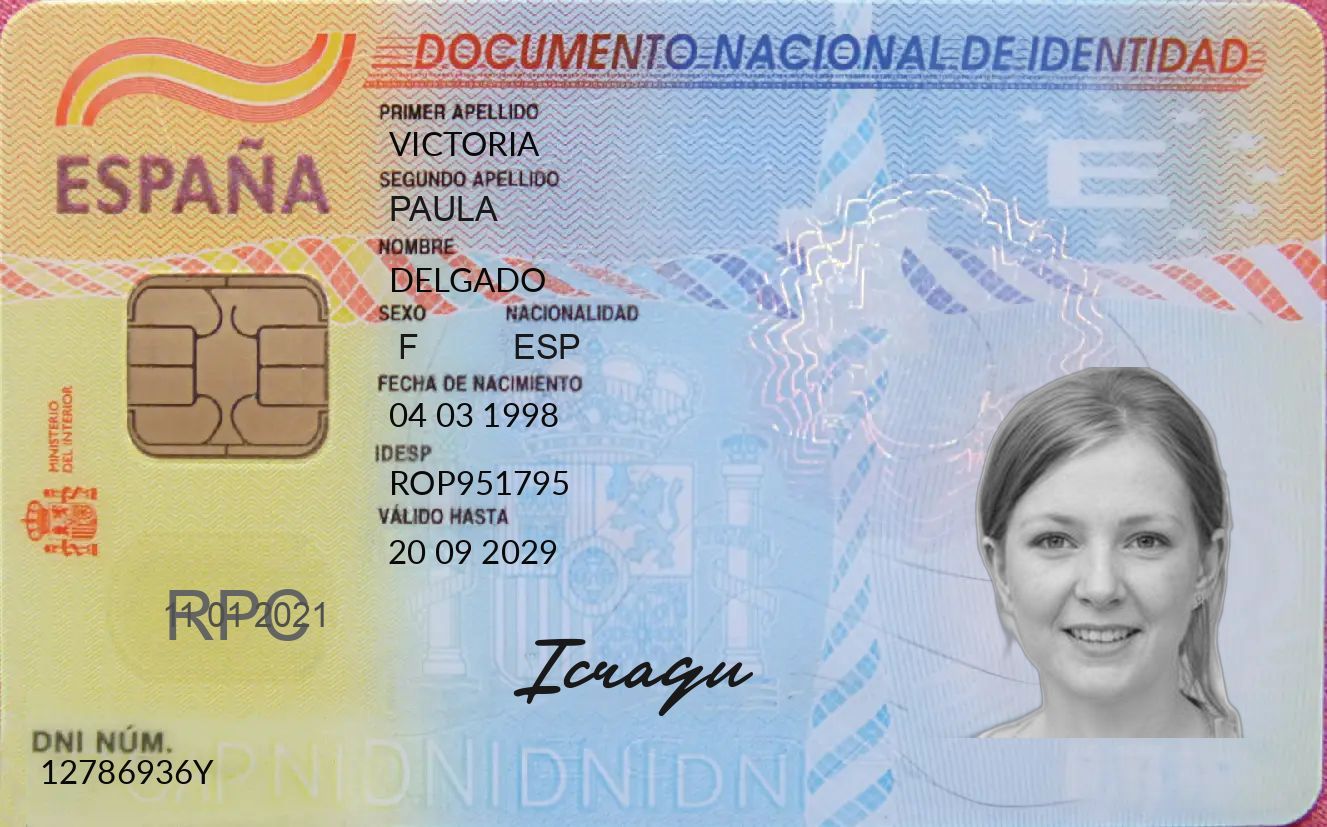 DOCUMENTO NACIONAL DE IDENTIDAD
ESPAÑA
PRIMER APELLIDO
VICTORIA
SEGUNDO APELLIDO
PAULA
NOMBRE
DELGADO
SEXO NACIONALIDAD
F ESP
FECHA DE NACIMIENTO
04 03 1998
IDESP
ROP951795
VÁLIDO HASTA
20 09 2029
MINISTERIO
DEL INTERIOR
E
RPC
11 01 2021
Icragu
DNI NÚM.
12786936Y
DNIDNIDNIDNI